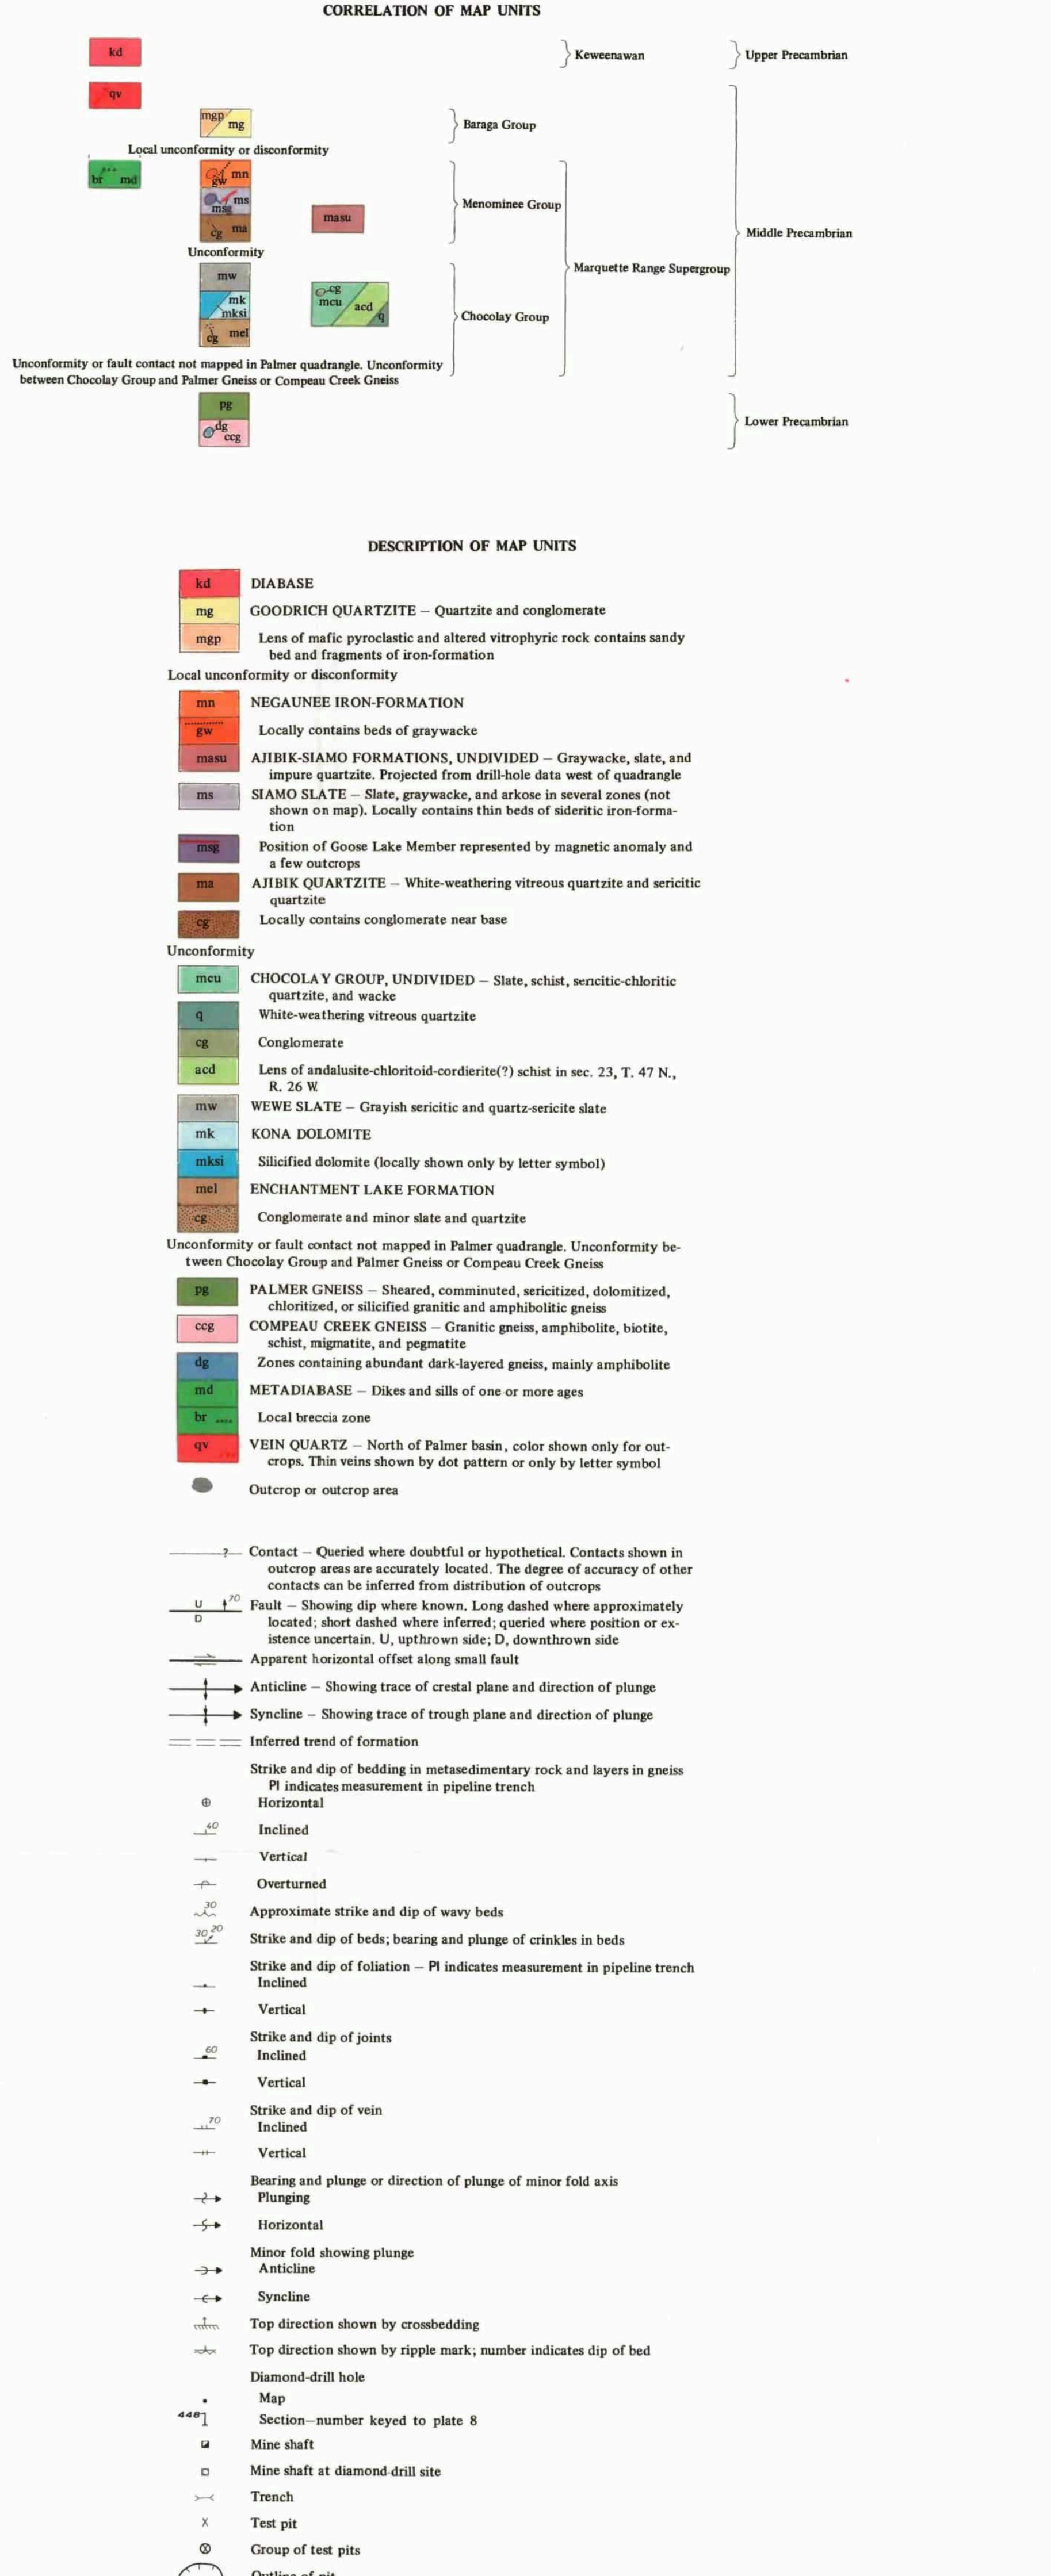 CORRELATION OF MAP UNITS
kd
Keweenawan
Upper Precambrian
qv
mgp
mg
Baraga Group
Local unconformity or disconformity
br md
mn
gw
ms
msg
masu
Menominee Group
cg ma
Middle Precambrian
Unconformity
mw
Marquette Range Supergroup
mk
mksi
cg
mcu
acd
q
Chocolay Group
cg mel
Unconformity or fault contact not mapped in Palmer quadrangle. Unconformity
between Chocolay Group and Palmer Gneiss or Compeau Creek Gneiss
pg
dg
ccg
Lower Precambrian
DESCRIPTION OF MAP UNITS
kd DIABASE
mg GOODRICH QUARTZITE – Quartzite and conglomerate
mgp Lens of mafic pyroclastic and altered vitrophyric rock contains sandy
bed and fragments of iron-formation
Local unconformity or disconformity
mn NEGAUNEE IRON-FORMATION
gw Locally contains beds of graywacke
masu AJIBIK-SIAMO FORMATIONS, UNDIVIDED – Graywacke, slate, and
impure quartzite. Projected from drill-hole data west of quadrangle
ms SIAMO SLATE – Slate, graywacke, and arkose in several zones (not
shown on map). Locally contains thin beds of sideritic iron-forma-
tion
msg Position of Goose Lake Member represented by magnetic anomaly and
a few outcrops
ma AJIBIK QUARTZITE – White-weathering vitreous quartzite and sericitic
quartzite
cg Locally contains conglomerate near base
Unconformity
mcu CHOCOLAY GROUP, UNDIVIDED – Slate, schist, sencitic-chloritic
quartzite, and wacke
q White-weathering vitreous quartzite
cg Conglomerate
acd Lens of andalusite-chloritoid-cordierite(?) schist in sec. 23, T. 47 N.,
R. 26 W.
mw WEWE SLATE – Grayish sericitic and quartz-sericite slate
mk KONA DOLOMITE
mksi Silicified dolomite (locally shown only by letter symbol)
mel ENCHANTMENT LAKE FORMATION
cg Conglomerate and minor slate and quartzite
Unconformity or fault contact not mapped in Palmer quadrangle. Unconformity be-
tween Chocolay Group and Palmer Gneiss or Compeau Creek Gneiss
pg PALMER GNEISS – Sheared, comminuted, sericitized, dolomitized,
chloritized, or silicified granitic and amphibolitic gneiss
ccg COMPEAU CREEK GNEISS – Granitic gneiss, amphibolite, biotite,
schist, migmatite, and pegmatite
dg Zones containing abundant dark-layered gneiss, mainly amphibolite
md METADIABASE – Dikes and sills of one or more ages
br Local breccia zone
qv VEIN QUARTZ – North of Palmer basin, color shown only for out-
crops. Thin veins shown by dot pattern or only by letter symbol
Outcrop or outcrop area
? Contact – Queried where doubtful or hypothetical. Contacts shown in
outcrop areas are accurately located. The degree of accuracy of other
contacts can be inferred from distribution of outcrops
U D 70 Fault – Showing dip where known. Long dashed where approximately
located; short dashed where inferred; queried where position or ex-
istence uncertain. U, upthrown side; D, downthrown side
Apparent horizontal offset along small fault
Anticline – Showing trace of crestal plane and direction of plunge
Syncline – Showing trace of trough plane and direction of plunge
Inferred trend of formation
Strike and dip of bedding in metasedimentary rock and layers in gneiss
PI indicates measurement in pipeline trench
Horizontal
40 Inclined
Vertical
Overturned
30 Approximate strike and dip of wavy beds
30 20 Strike and dip of beds; bearing and plunge of crinkles in beds
Strike and dip of foliation – PI indicates measurement in pipeline trench
Inclined
Vertical
Strike and dip of joints
60 Inclined
Vertical
Strike and dip of vein
70 Inclined
Vertical
Bearing and plunge or direction of plunge of minor fold axis
Plunging
Horizontal
Minor fold showing plunge
Anticline
Syncline
Top direction shown by crossbedding
Top direction shown by ripple mark; number indicates dip of bed
Diamond-drill hole
Map
448 Section–number keyed to plate 8
Mine shaft
Mine shaft at diamond-drill site
Trench
X Test pit
Group of test pits